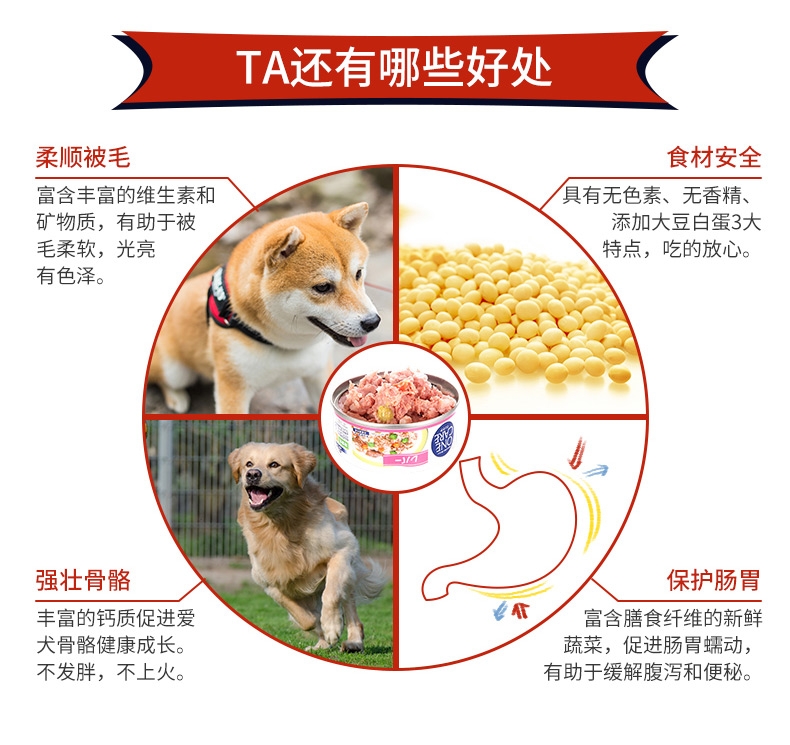 TA还有哪些好处
柔顺被毛
富含丰富的维生素和
矿物质，有助于被
毛柔软，光亮
有色泽。
食材安全
具有无色素、无香精、
添加大豆白蛋3大
特点，吃的放心。
ONE
CARE
レバー
强壮骨骼
丰富的钙质促进爱
犬骨骼健康成长。
不发胖，不上火。
保护肠胃
富含膳食纤维的新鲜
蔬菜，促进肠胃蠕动，
有助于缓解腹泻和便秘。